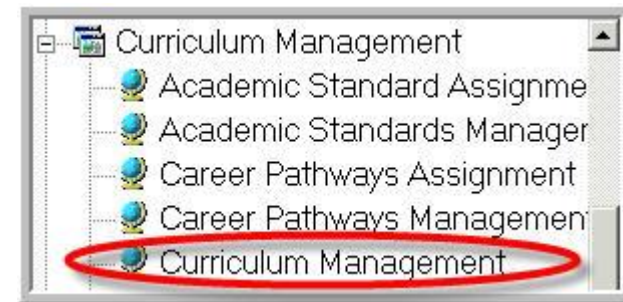 Curriculum Management
Academic Standard Assignme
Academic Standards Manager
Career Pathways Assignment
Career Pathways Managemen
Curriculum Management